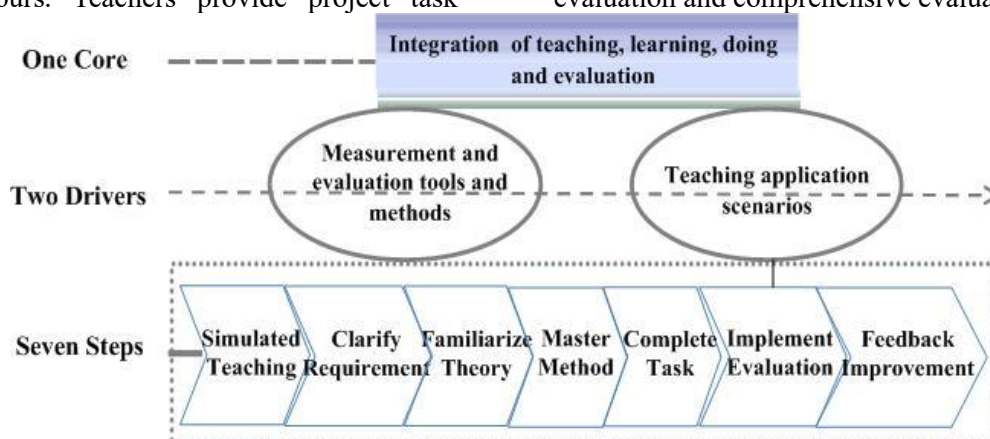 ours. Teachers provide project task
evaluation and comprehensive evalua
One Core
Integration of teaching, learning, doing
and evaluation
Two Drivers
Measurement and
evaluation tools and
methods
Teaching application
scenarios
Seven Steps
Simulated
Teaching
Clarify
Requirement
Familiarize
Theory
Master
Method
Complete
Task
Implement
Evaluation
Feedback
Improvement